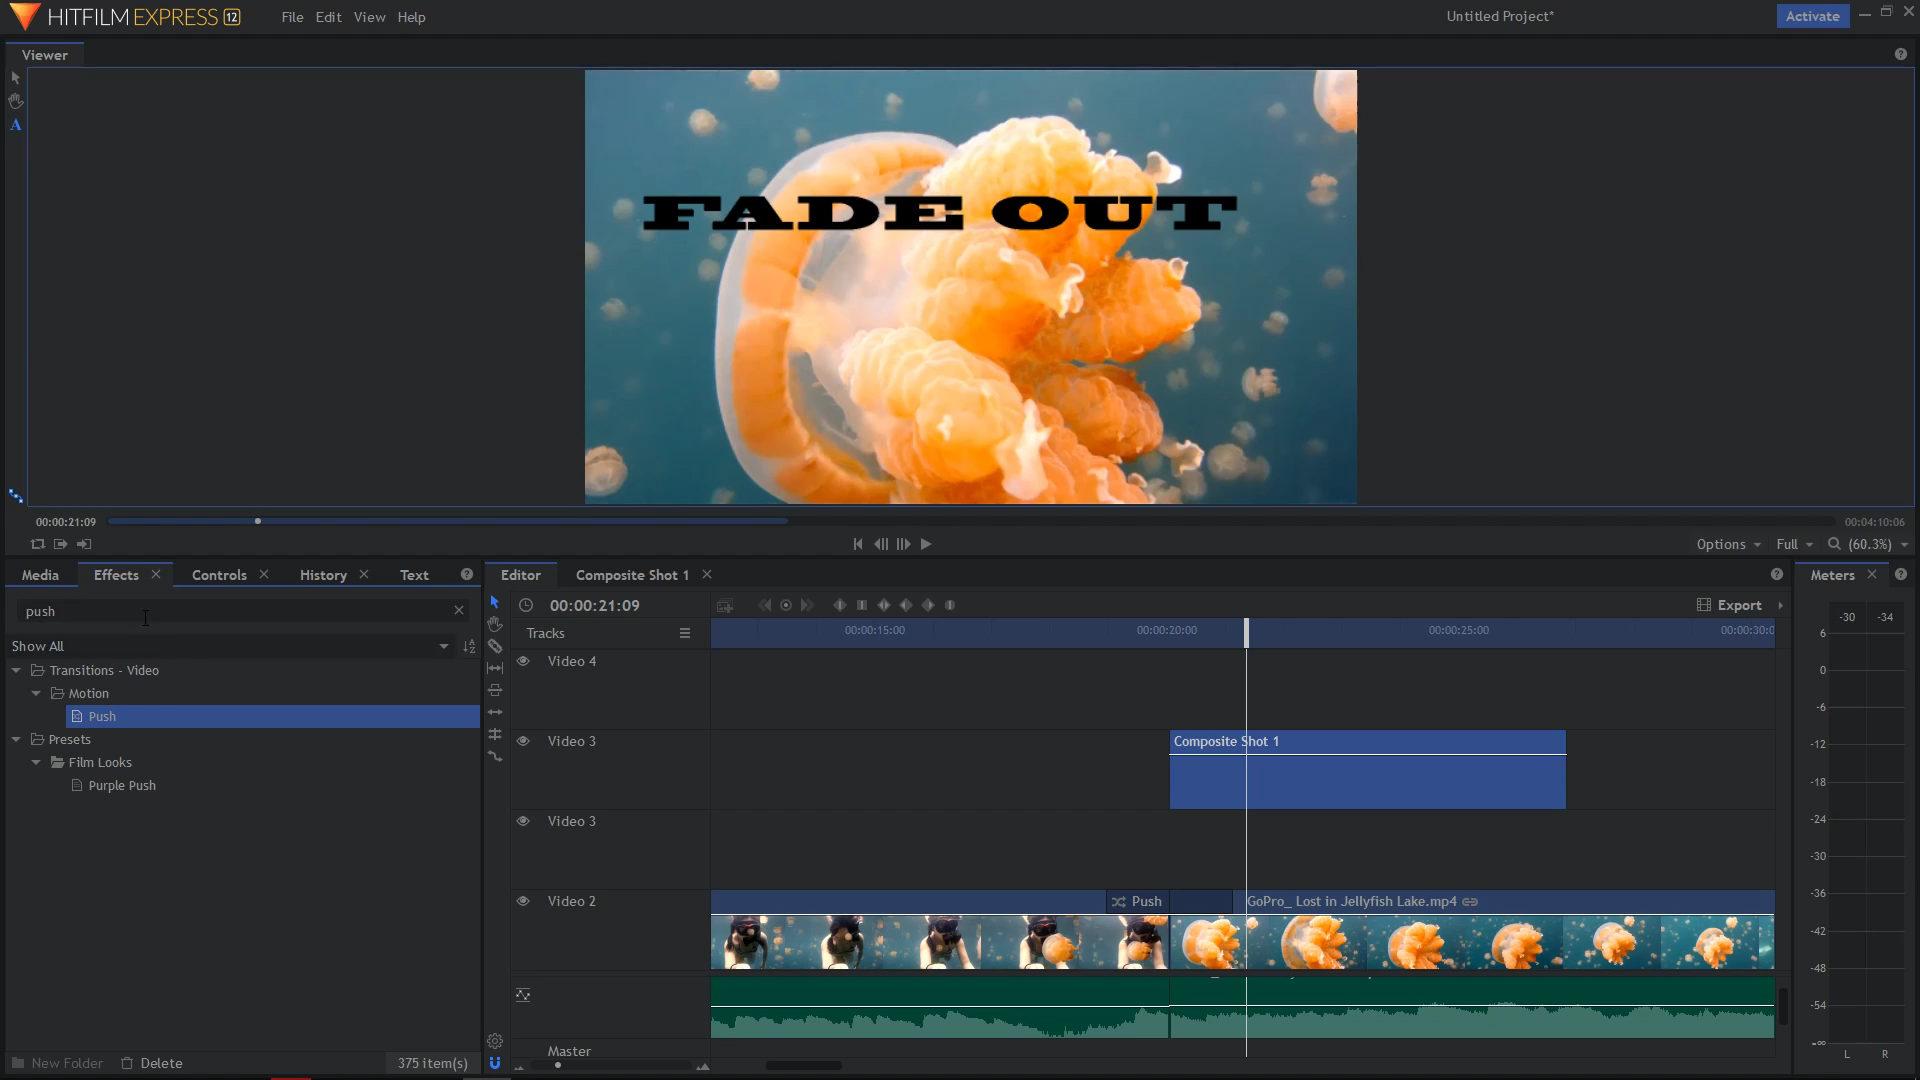 HITFILM EXPRESS 12
File Edit View Help
Untitled Project*
Activate
Viewer
A
FADE OUT
00:00:21:09
00:04:10:06
Options
Full
(60.3%)
Media
Effects
Controls
History
Text
push
Show All
Transitions - Video
Motion
Push
Presets
Film Looks
Purple Push
New Folder
Delete
375 item(s)
Editor
Composite Shot 1
00:00:21:09
Export
Tracks
00:00:15:00
00:00:20:00
00:00:25:00
00:00:30:0
Video 4
Video 3
Composite Shot 1
Video 3
Video 2
Push
GoPro_ Lost in Jellyfish Lake.mp4
Master
Meters
-30 -34
6
0
-6
-12
-18
-24
-30
-36
-42
-48
-54
-∞
L R